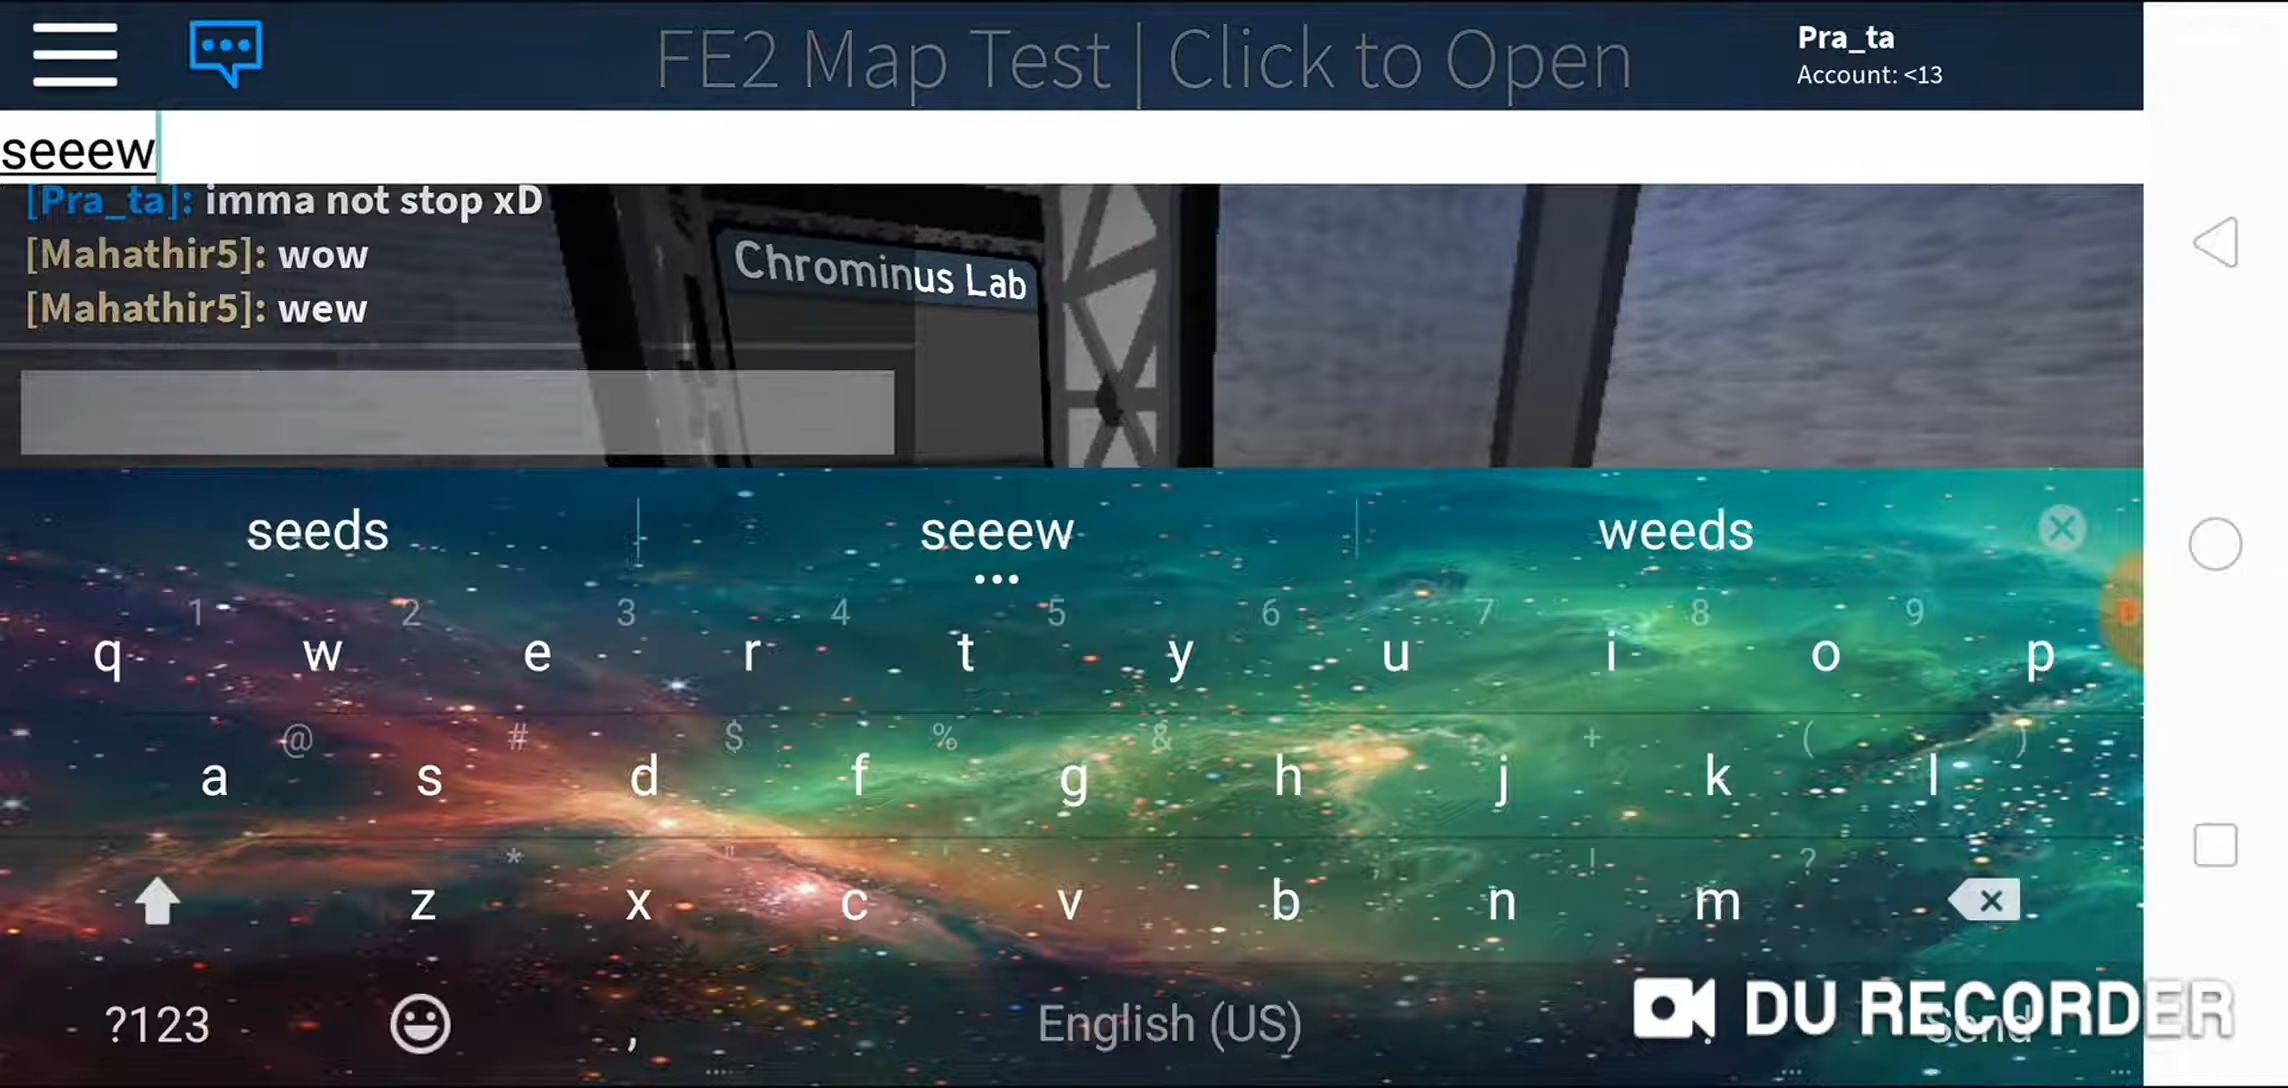 FE2 Map Test | Click to Open
Pra_ta
Account: <13
seeew
[Pra_ta]: imma not stop xD
[Mahathir5]: wow
[Mahathir5]: wew
Chrominus Lab
seeds seeew weeds
1 2 3 4 5 6 7 8 9
q w e r t y u i o p
@ # $ % & + ( )
a s d f g h j k l
* " ' ! ?
z x c v b n m
?123 , English (US) Send
DU RECORDER